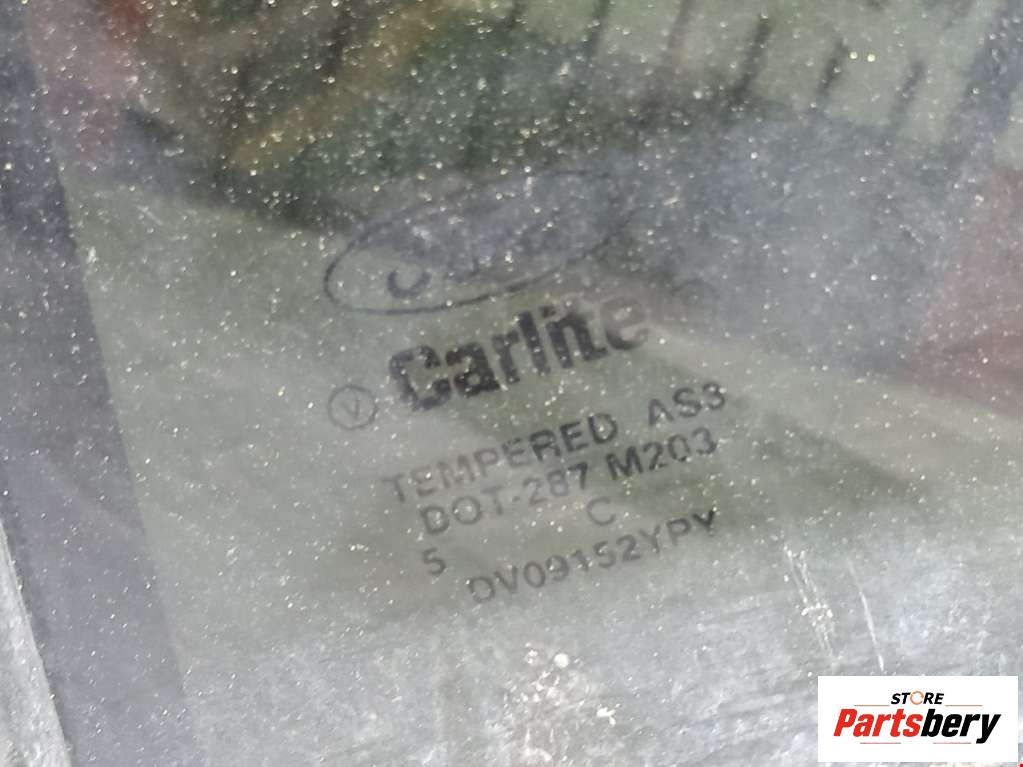 Carlite
V
TEMPERED AS3
DOT-287 M203
5 C
DV09152YPY
STORE
Partsbery